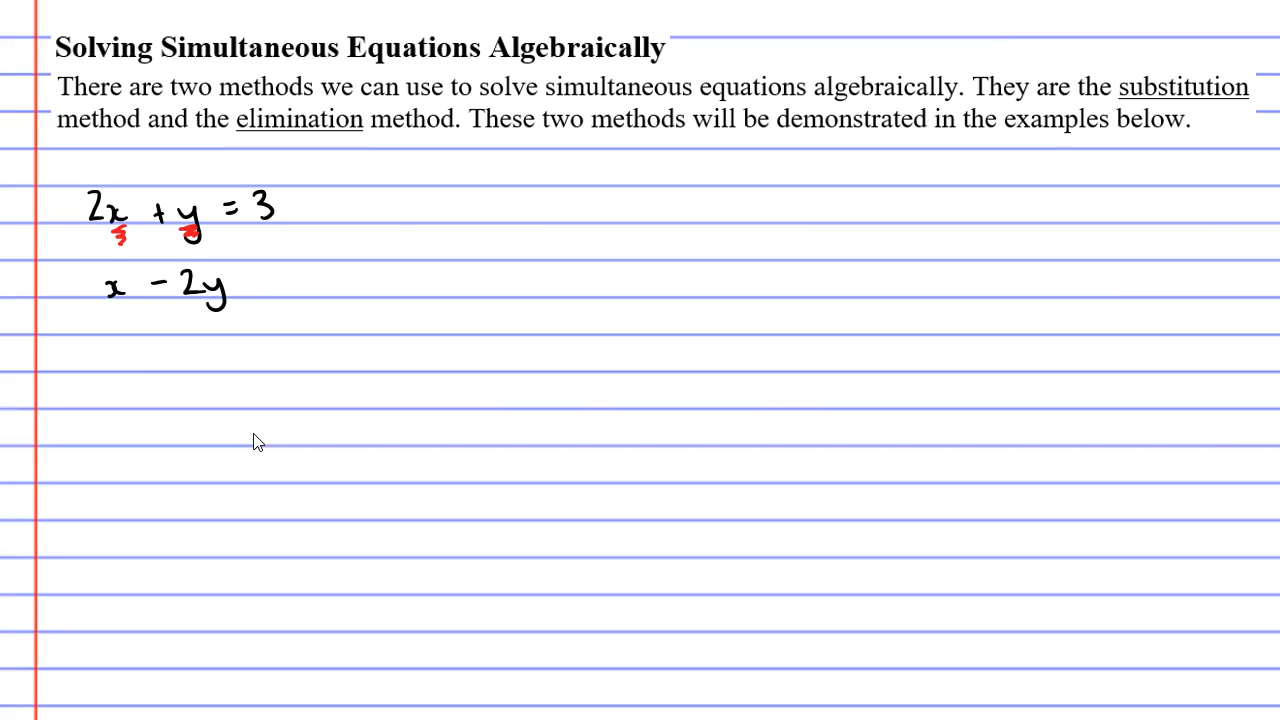 Solving Simultaneous Equations Algebraically
There are two methods we can use to solve simultaneous equations algebraically. They are the substitution
method and the elimination method. These two methods will be demonstrated in the examples below.
2x + y = 3
x - 2y